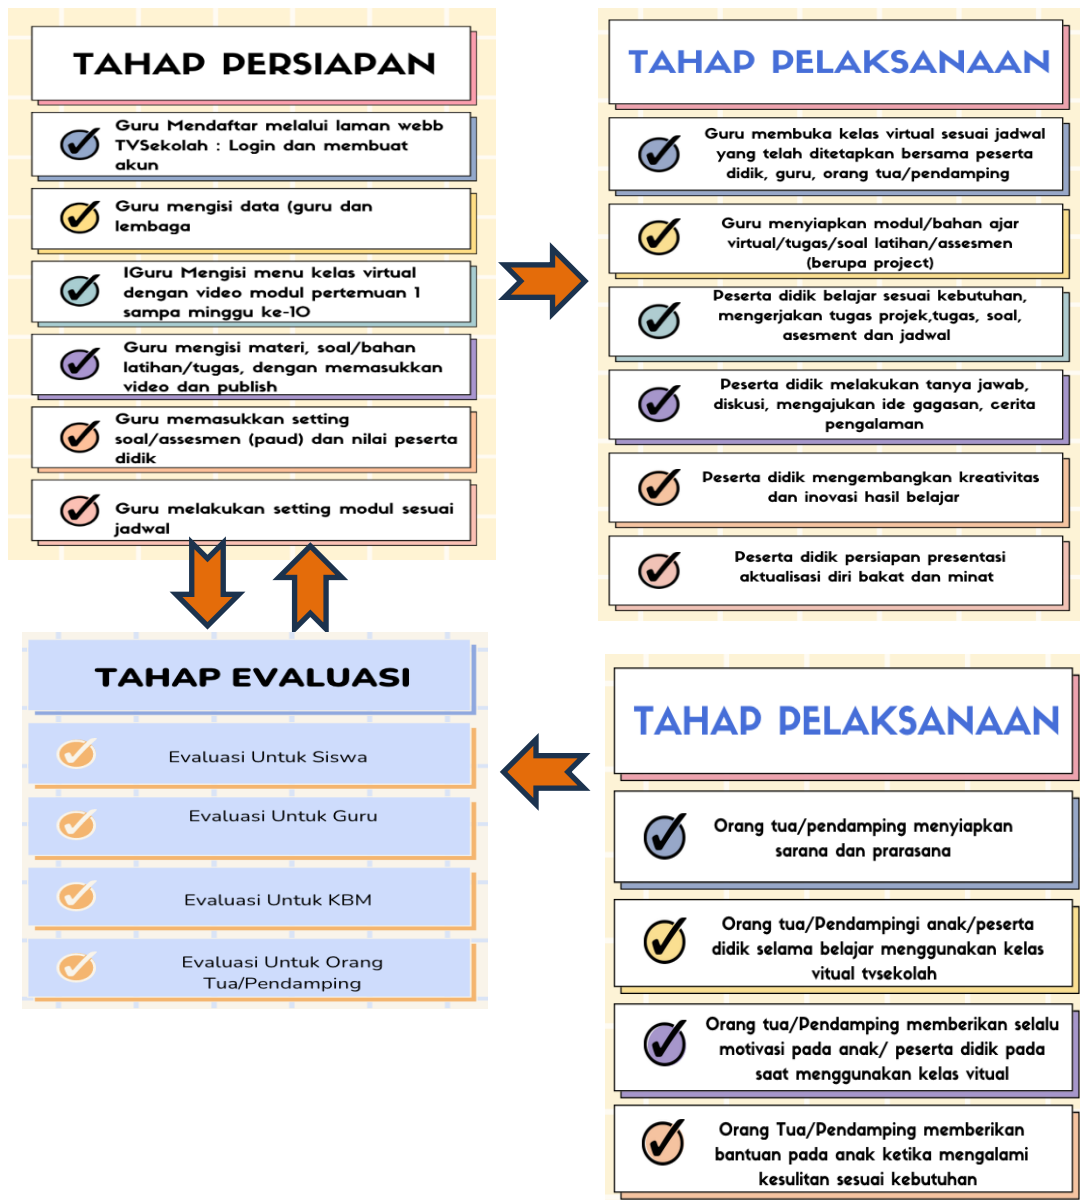 TAHAP PERSIAPAN
Guru Mendaftar melalui laman webb
TVSekolah : Login dan membuat
akun
Guru mengisi data (guru dan
lembaga
IGuru Mengisi menu kelas virtual
dengan video modul pertemuan 1
sampa minggu ke-10
Guru mengisi materi, soal/bahan
latihan/tugas, dengan memasukkan
video dan publish
Guru memasukkan setting
soal/assesmen (paud) dan nilai peserta
didik
Guru melakukan setting modul sesuai
jadwal
TAHAP PELAKSANAAN
Guru membuka kelas virtual sesuai jadwal
yang telah ditetapkan bersama peserta
didik, guru, orang tua/pendamping
Guru menyiapkan modul/bahan ajar
virtual/tugas/soal latihan/assesmen
(berupa project)
Peserta didik belajar sesuai kebutuhan,
mengerjakan tugas projek,tugas, soal,
asesment dan jadwal
Peserta didik melakukan tanya jawab,
diskusi, mengajukan ide gagasan, cerita
pengalaman
Peserta didik mengembangkan kreativitas
dan inovasi hasil belajar
Peserta didik persiapan presentasi
aktualisasi diri bakat dan minat
TAHAP PELAKSANAAN
Orang tua/pendamping menyiapkan
sarana dan prarasana
Orang tua/Pendampingi anak/peserta
didik selama belajar menggunakan kelas
vitual tvsekolah
Orang tua/Pendamping memberikan selalu
motivasi pada anak/ peserta didik pada
saat menggunakan kelas vitual
Orang Tua/Pendamping memberikan
bantuan pada anak ketika mengalami
kesulitan sesuai kebutuhan
TAHAP EVALUASI
Evaluasi Untuk Siswa
Evaluasi Untuk Guru
Evaluasi Untuk KBM
Evaluasi Untuk Orang
Tua/Pendamping